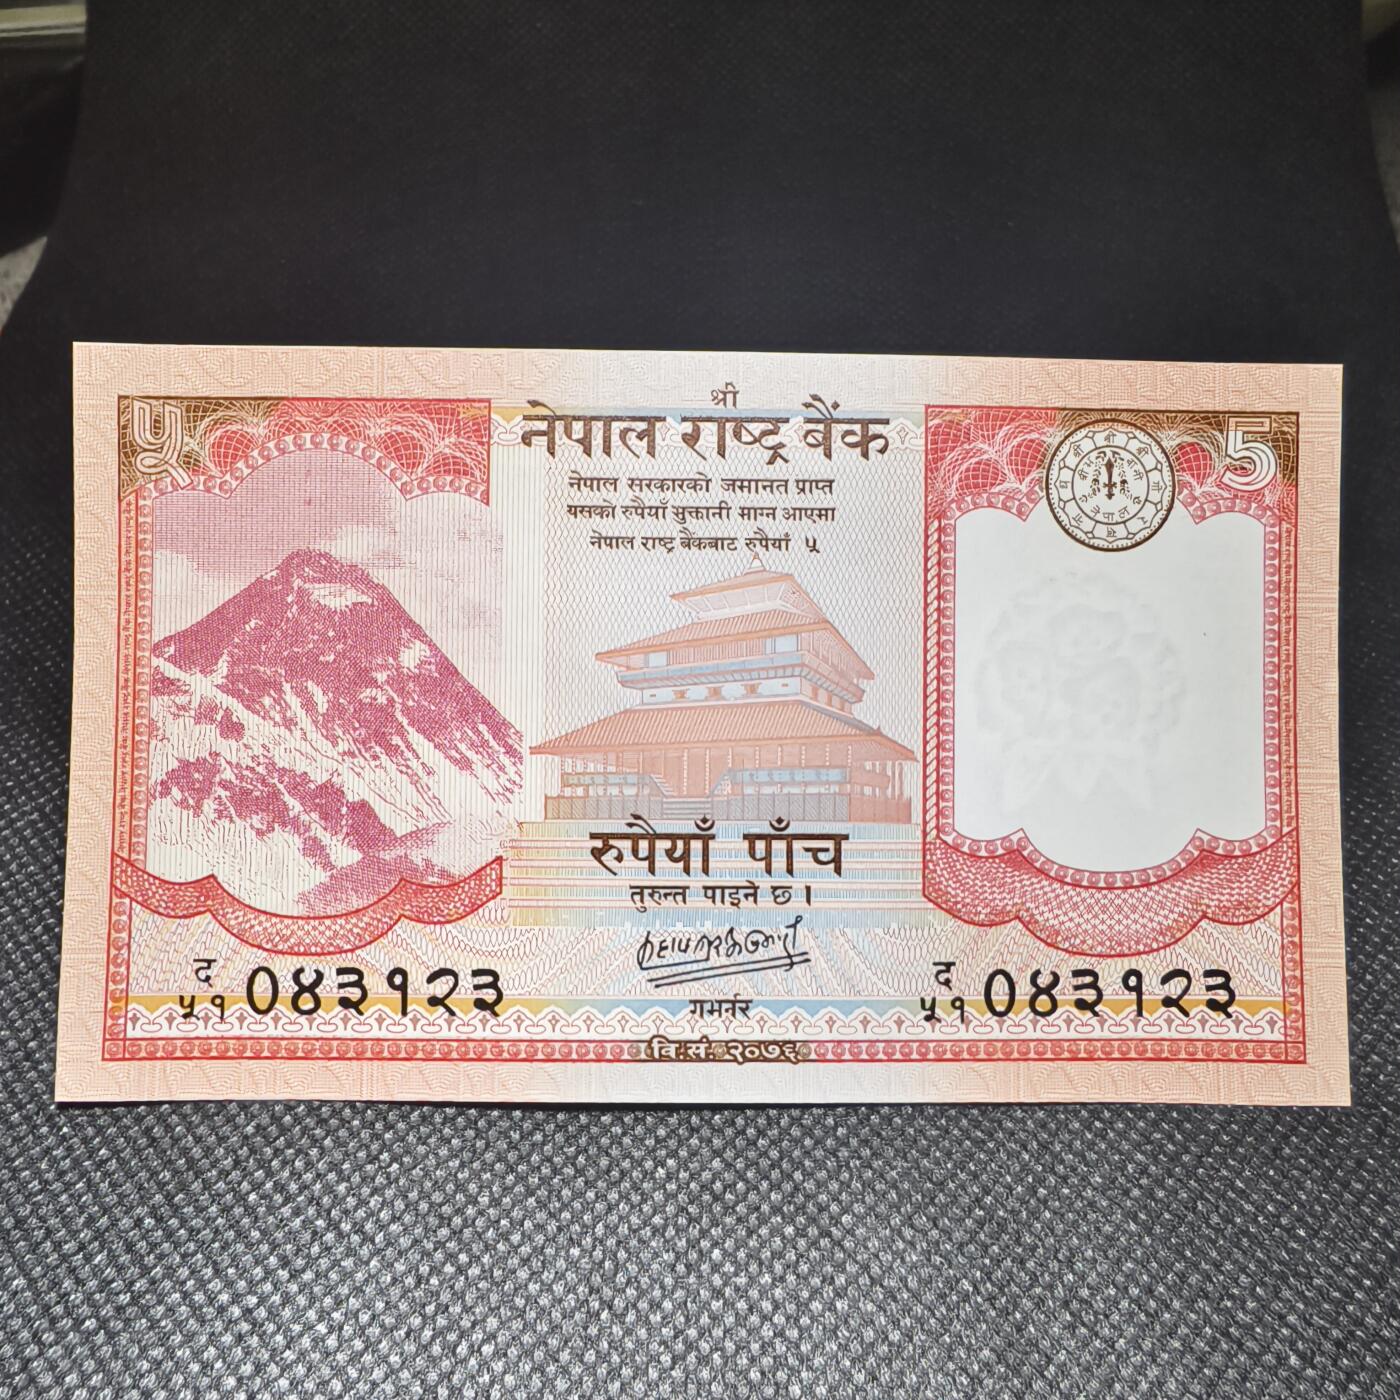 श्री
५
नेपाल राष्ट्र बैंक
5
नेपाल सरकारको जमानत प्राप्त
यसको रुपैयाँ भुक्तानी माग्न आएमा
नेपाल राष्ट्र बैंकबाट रुपैयाँ ५
रुपैयाँ पाँच
तुरुन्त पाइने छ।
गभर्नर
द
५१ ०४३१२३
द
५१ ०४३१२३
वि.सं. २०७६